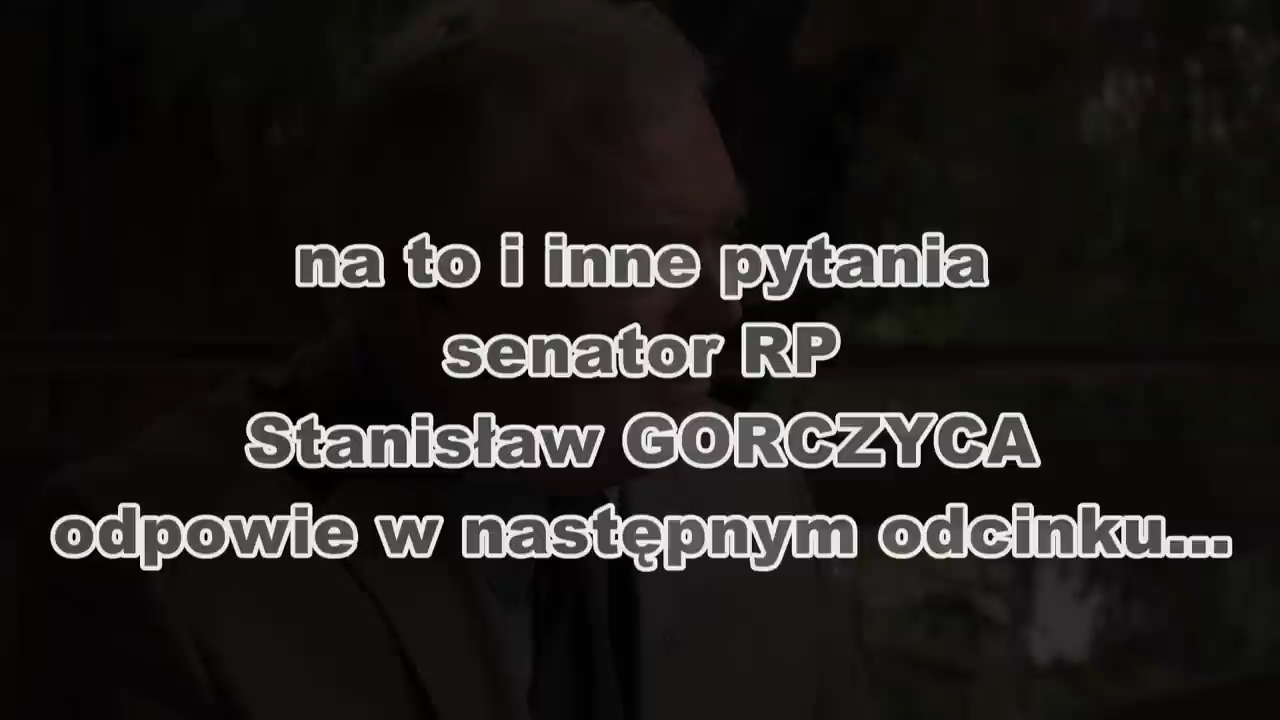 na to i inne pytania
senator RP
Stanisław GORCZYCA
odpowie w następnym odcinku...